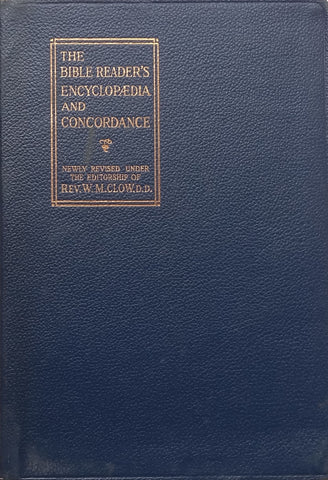 THE
BIBLE READER'S
ENCYCLOPÆDIA
AND
CONCORDANCE
NEWLY REVISED UNDER
THE EDITORSHIP OF
REV. W. M. CLOW, D.D.